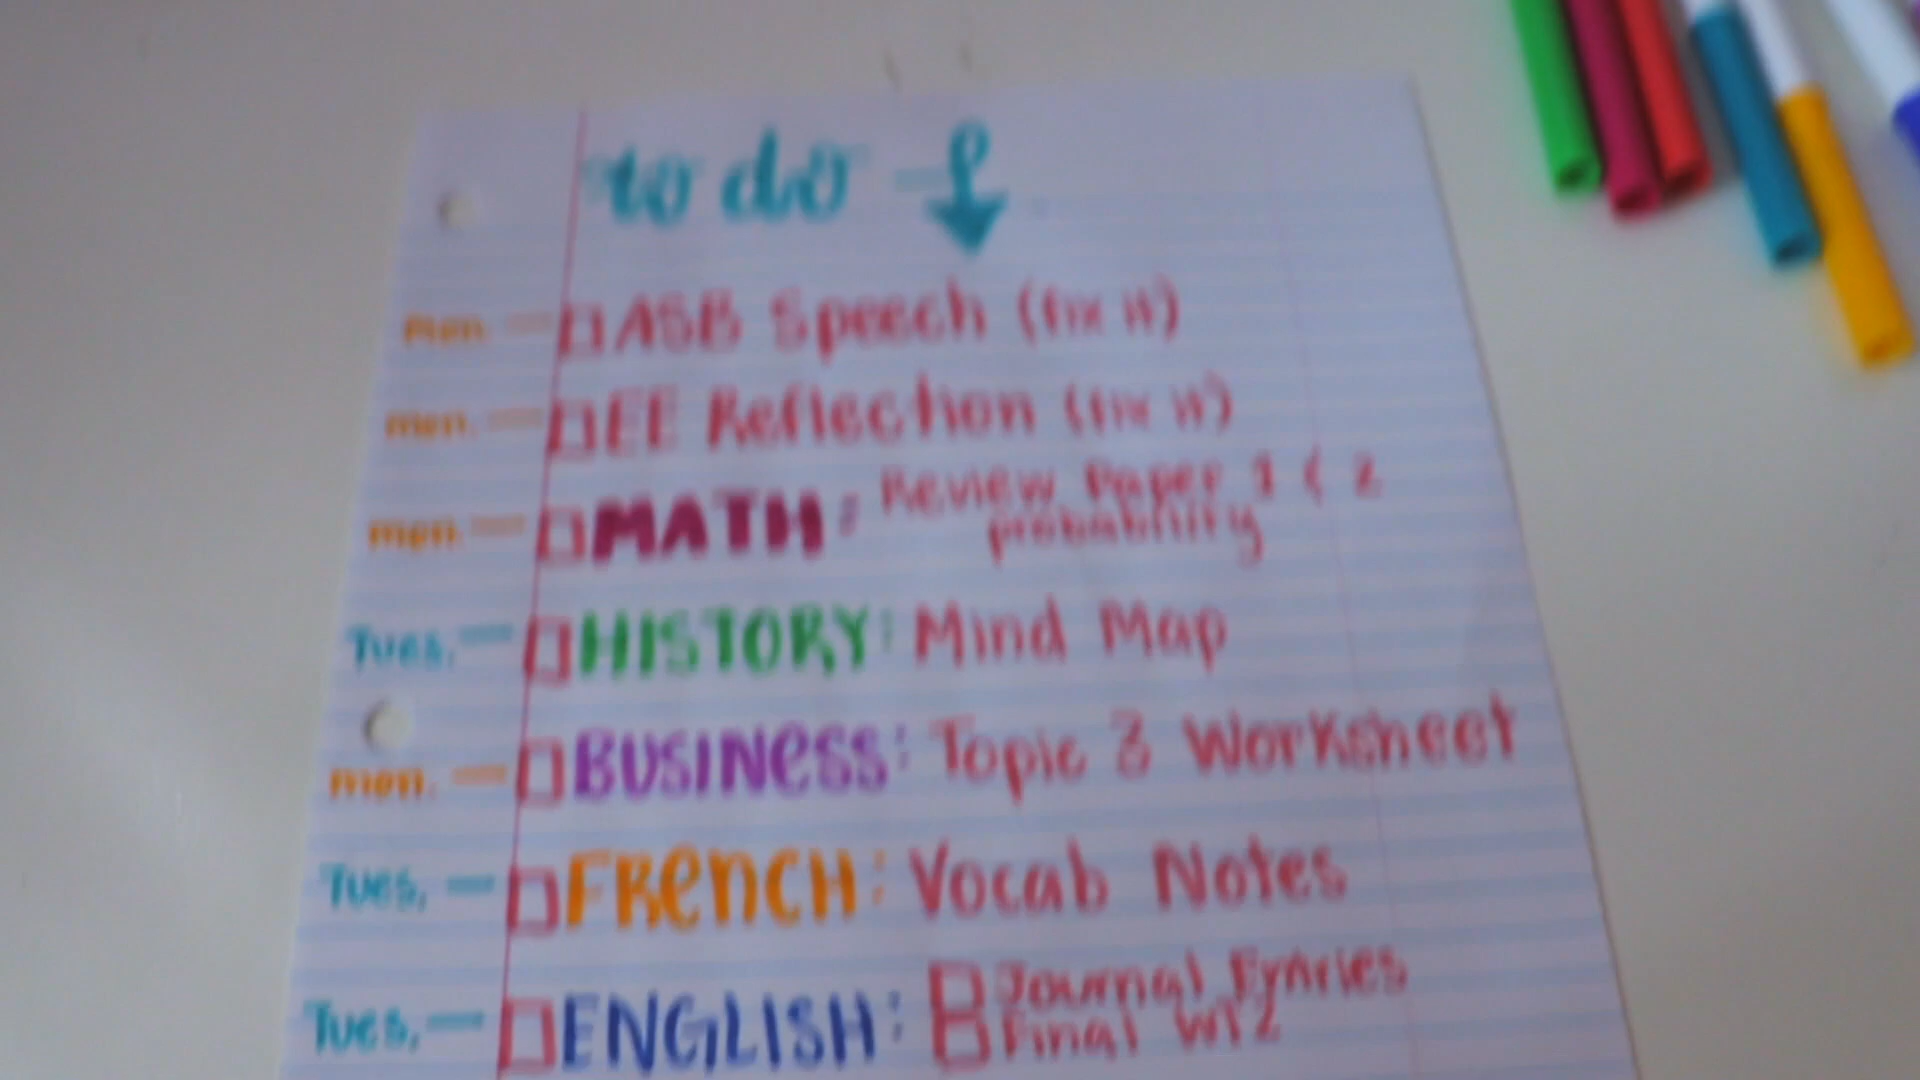 to do
Mon. — ASB Speech (fix it)
Mon. — EE Reflection (fix it)
Mon. — MATH: Review Paper 1 & 2
probability
Tues. — HISTORY: Mind Map
Mon. — BUSINESS: Topic 3 Worksheet
Tues. — FRENCH: Vocab Notes
Tues. — ENGLISH: Journal Entries
Final WT2